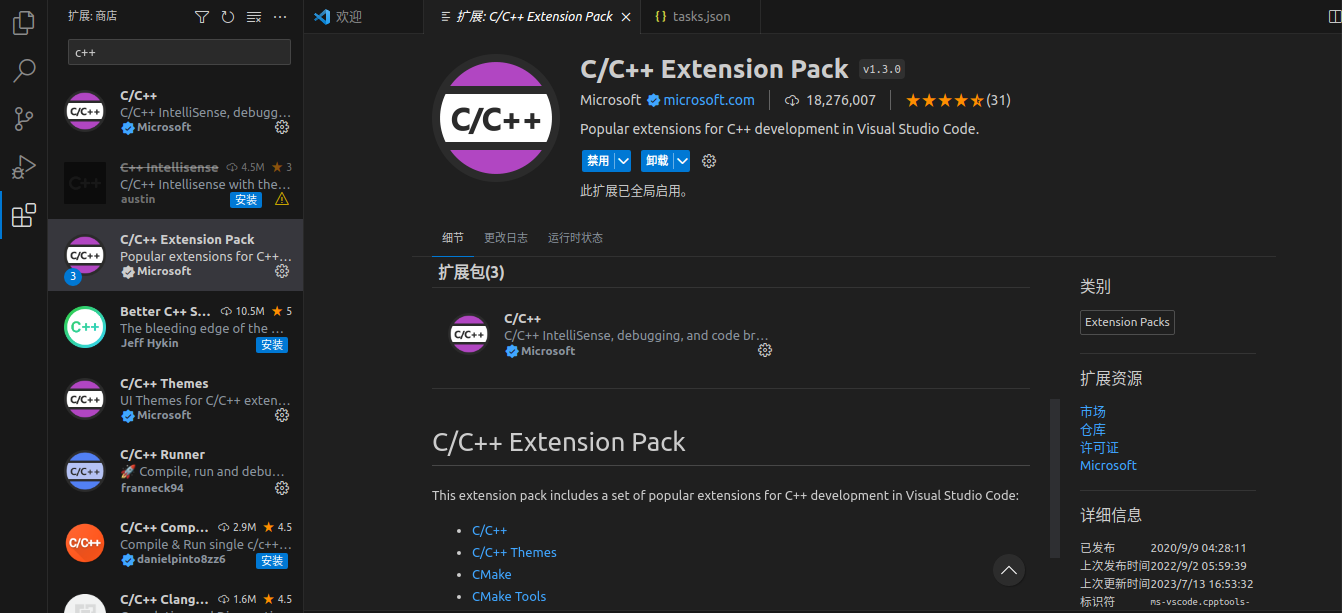 扩展: 商店
c++
C/C++
C/C++
C/C++ IntelliSense, debugg...
Microsoft
C++
C++ Intellisense 4.5M ★ 3
C/C++ Intellisense with the...
austin 安装
C/C++
3
C/C++ Extension Pack
Popular extensions for C++...
Microsoft
C++
Better C++ S... 10.5M ★ 5
The bleeding edge of the ...
Jeff Hykin 安装
C/C++
C/C++ Themes
UI Themes for C/C++ exten...
Microsoft
C/C++
C/C++ Runner
🚀 Compile, run and debu...
franneck94
C/C++
C/C++ Comp... 2.9M ★ 4.5
Compile & Run single c/c++...
danielpinto8zz6 安装
C/C++ Clang... 1.6M ★ 4.5
欢迎
扩展: C/C++ Extension Pack
tasks.json
C/C++
C/C++ Extension Pack v1.3.0
Microsoft microsoft.com 18,276,007 (31)
Popular extensions for C++ development in Visual Studio Code.
禁用 卸载
此扩展已全局启用。
细节 更改日志 运行时状态
扩展包(3)
C/C++
C/C++
C/C++ IntelliSense, debugging, and code br...
Microsoft
C/C++ Extension Pack
This extension pack includes a set of popular extensions for C++ development in Visual Studio Code:
• C/C++
• C/C++ Themes
• CMake
• CMake Tools
类别
Extension Packs
扩展资源
市场
仓库
许可证
Microsoft
详细信息
已发布 2020/9/9 04:28:11
上次发布时间 2022/9/2 05:59:39
上次更新时间 2023/7/13 16:53:32
标识符 ms-vscode.cpptools-